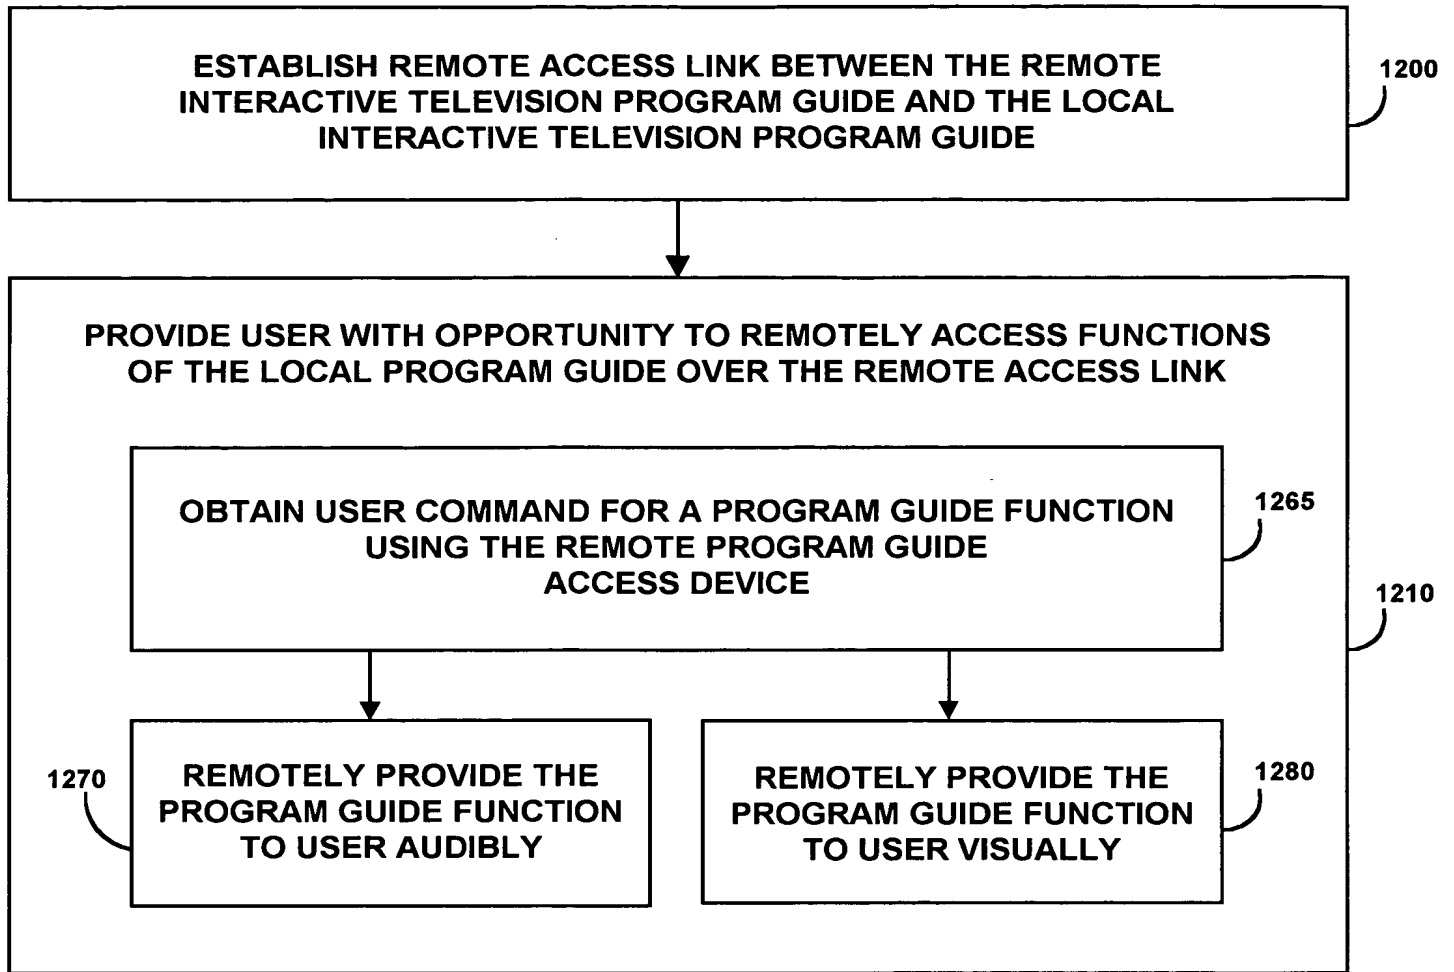 ESTABLISH REMOTE ACCESS LINK BETWEEN THE REMOTE
INTERACTIVE TELEVISION PROGRAM GUIDE AND THE LOCAL
INTERACTIVE TELEVISION PROGRAM GUIDE
1200
PROVIDE USER WITH OPPORTUNITY TO REMOTELY ACCESS FUNCTIONS
OF THE LOCAL PROGRAM GUIDE OVER THE REMOTE ACCESS LINK
OBTAIN USER COMMAND FOR A PROGRAM GUIDE FUNCTION
USING THE REMOTE PROGRAM GUIDE
ACCESS DEVICE
1265
1210
1270
REMOTELY PROVIDE THE
PROGRAM GUIDE FUNCTION
TO USER AUDIBLY
REMOTELY PROVIDE THE
PROGRAM GUIDE FUNCTION
TO USER VISUALLY
1280